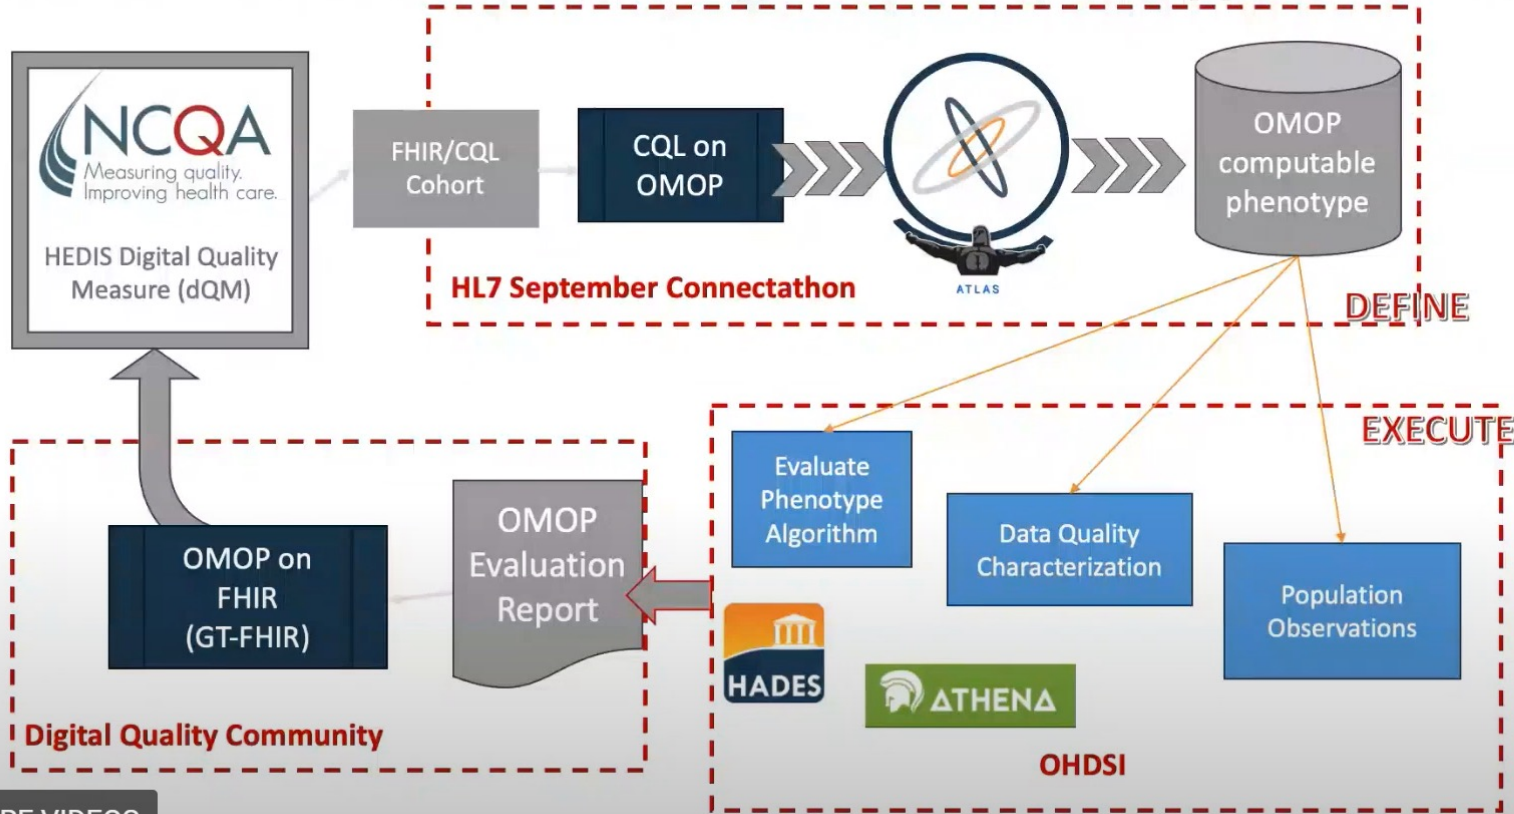 NCQA
Measuring quality.
Improving health care.
HEDIS Digital Quality
Measure (dQM)
FHIR/CQL
Cohort
CQL on
OMOP
ATLAS
OMOP
computable
phenotype
HL7 September Connectathon
DEFINE
EXECUTE
Evaluate
Phenotype
Algorithm
Data Quality
Characterization
Population
Observations
HADES
ATHENA
OHDSI
OMOP
Evaluation
Report
OMOP on
FHIR
(GT-FHIR)
Digital Quality Community
VIDEOS